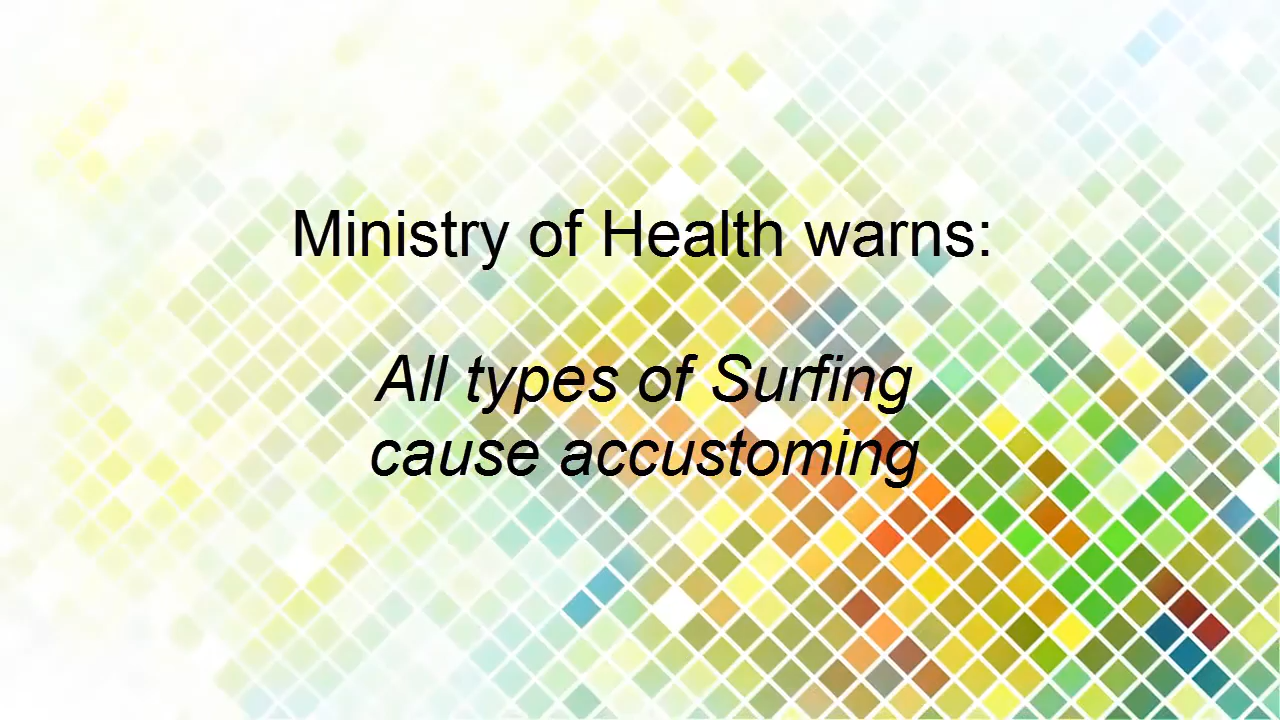 Ministry of Health warns:
All types of Surfing
cause accustoming